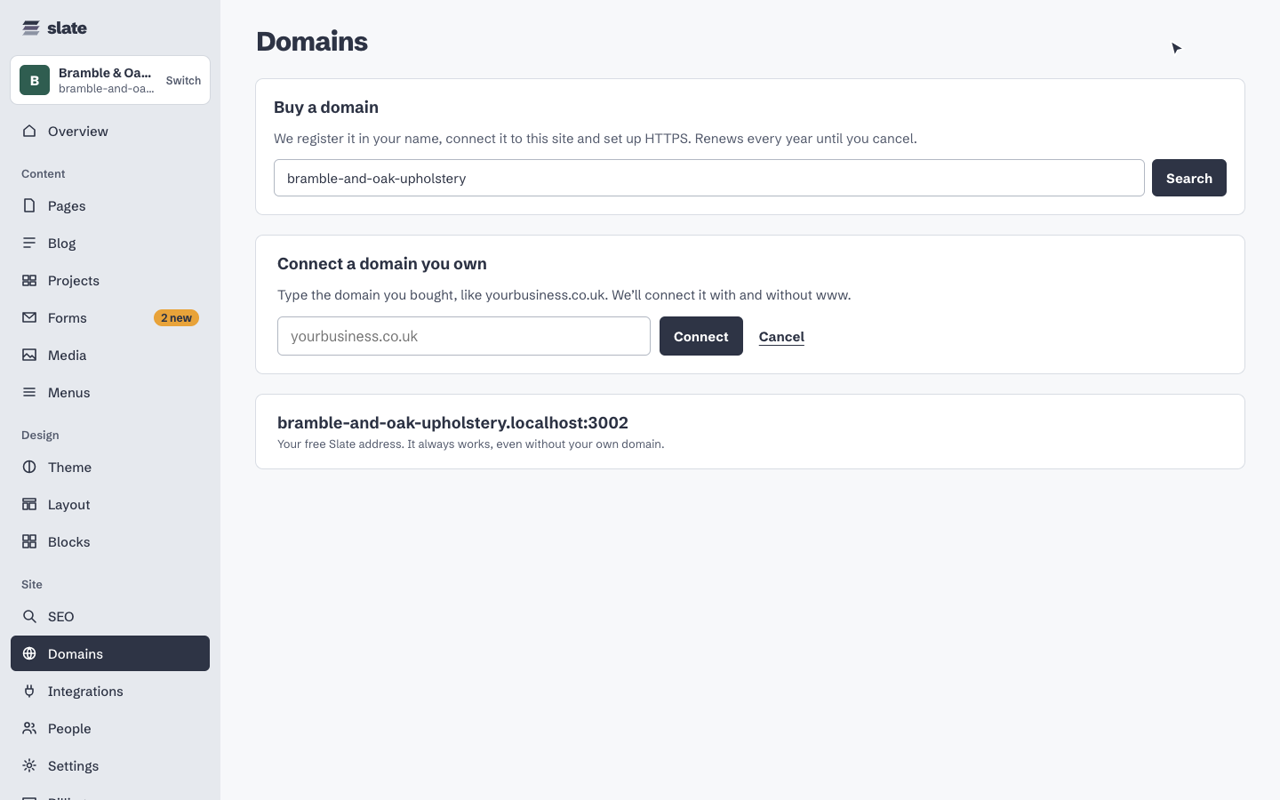 slate
B
Bramble & Oa...
bramble-and-oa...
Switch
Overview
Content
Pages
Blog
Projects
Forms
2 new
Media
Menus
Design
Theme
Layout
Blocks
Site
SEO
Domains
Integrations
People
Settings
Domains
Buy a domain
We register it in your name, connect it to this site and set up HTTPS. Renews every year until you cancel.
bramble-and-oak-upholstery
Search
Connect a domain you own
Type the domain you bought, like yourbusiness.co.uk. We’ll connect it with and without www.
yourbusiness.co.uk
Connect
Cancel
bramble-and-oak-upholstery.localhost:3002
Your free Slate address. It always works, even without your own domain.